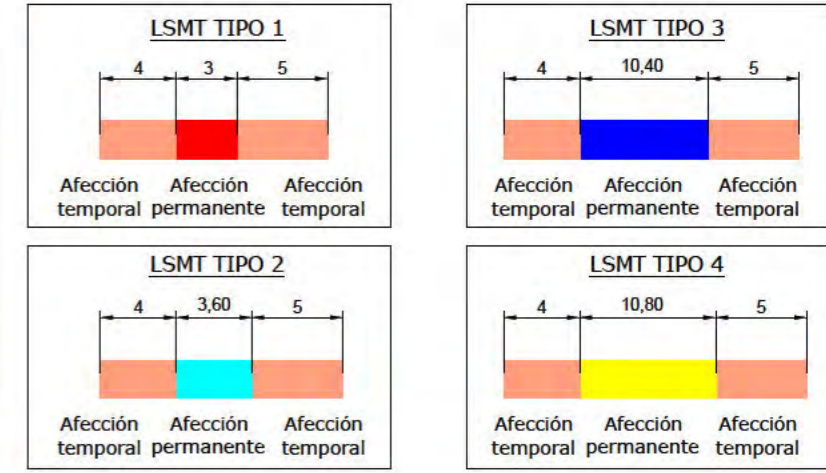 LSMT TIPO 1
4 3 5
Afección Afección Afección
temporal permanente temporal
LSMT TIPO 3
4 10,40 5
Afección Afección Afección
temporal permanente temporal
LSMT TIPO 2
4 3,60 5
Afección Afección Afección
temporal permanente temporal
LSMT TIPO 4
4 10,80 5
Afección Afección Afección
temporal permanente temporal